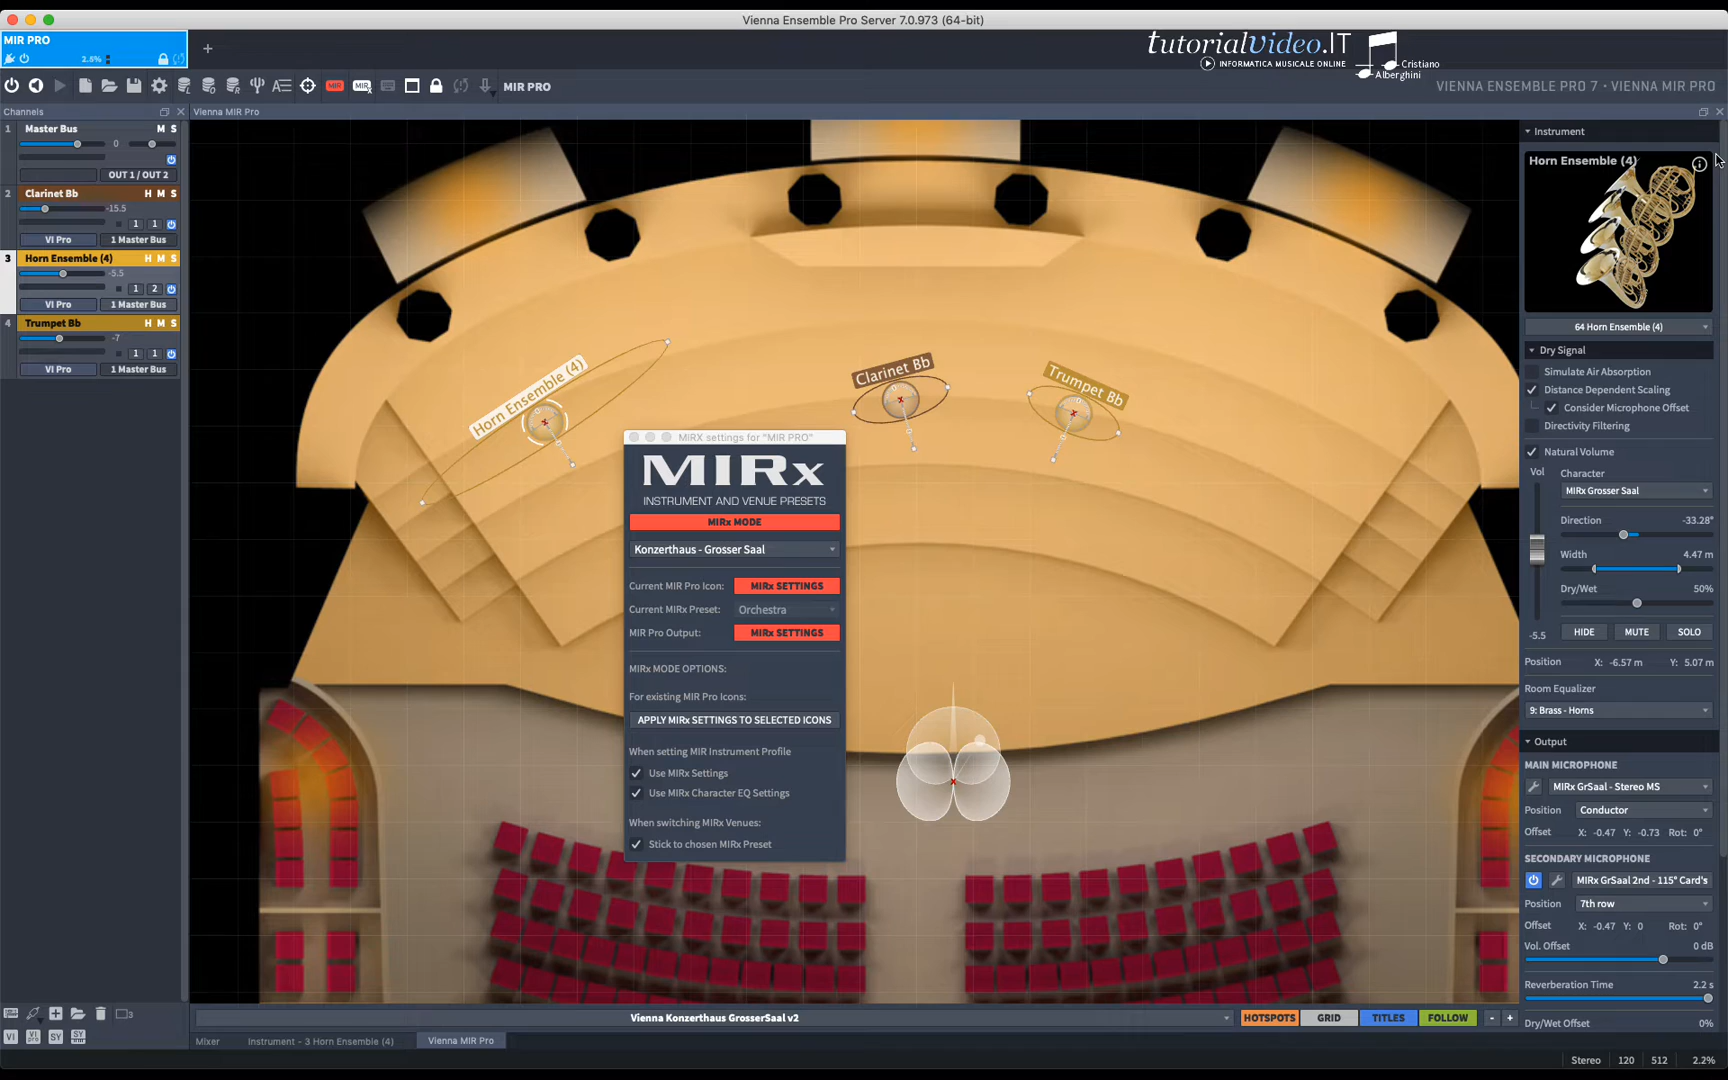 Vienna Ensemble Pro Server 7.0.973 (64-bit)
MIR PRO
2.5%
+
tutorialVideo.IT
INFORMATICA MUSICALE ONLINE
Cristiano
Alberghini
MIR
MIRx
MIR PRO
VIENNA ENSEMBLE PRO 7 • VIENNA MIR PRO
Channels
Vienna MIR Pro
1 Master Bus M S
0
OUT 1 / OUT 2
2 Clarinet Bb H M S
-15.5
1 1
VI Pro 1 Master Bus
3 Horn Ensemble (4) H M S
-5.5
1 2
VI Pro 1 Master Bus
4 Trumpet Bb H M S
-7
1 1
VI Pro 1 Master Bus
Horn Ensemble (4)
Clarinet Bb
Trumpet Bb
MIRX settings for "MIR PRO"
MIRx
INSTRUMENT AND VENUE PRESETS
MIRx MODE
Konzerthaus - Grosser Saal
Current MIR Pro Icon: MIRx SETTINGS
Current MIRx Preset: Orchestra
MIR Pro Output: MIRx SETTINGS
MIRx MODE OPTIONS:
For existing MIR Pro Icons:
APPLY MIRx SETTINGS TO SELECTED ICONS
When setting MIR Instrument Profile
Use MIRx Settings
Use MIRx Character EQ Settings
When switching MIRx Venues:
Stick to chosen MIRx Preset
Instrument
Horn Ensemble (4)
64 Horn Ensemble (4)
Dry Signal
Simulate Air Absorption
Distance Dependent Scaling
Consider Microphone Offset
Directivity Filtering
Natural Volume
Vol Character
MIRx Grosser Saal
Direction -33.28°
Width 4.47 m
Dry/Wet 50%
-5.5 HIDE MUTE SOLO
Position X: -6.57 m Y: 5.07 m
Room Equalizer
9: Brass - Horns
Output
MAIN MICROPHONE
MIRx GrSaal - Stereo MS
Position Conductor
Offset X: -0.47 Y: -0.73 Rot: 0°
SECONDARY MICROPHONE
MIRx GrSaal 2nd - 115° Card's
Position 7th row
Offset X: -0.47 Y: 0 Rot: 0°
Vol. Offset 0 dB
Reverberation Time 2.2 s
Dry/Wet Offset 0%
3
VI VI pro SY SY pro
Vienna Konzerthaus GrosserSaal v2
HOTSPOTS GRID TITLES FOLLOW - +
Mixer Instrument - 3 Horn Ensemble (4) Vienna MIR Pro
Stereo 120 512 2.2%